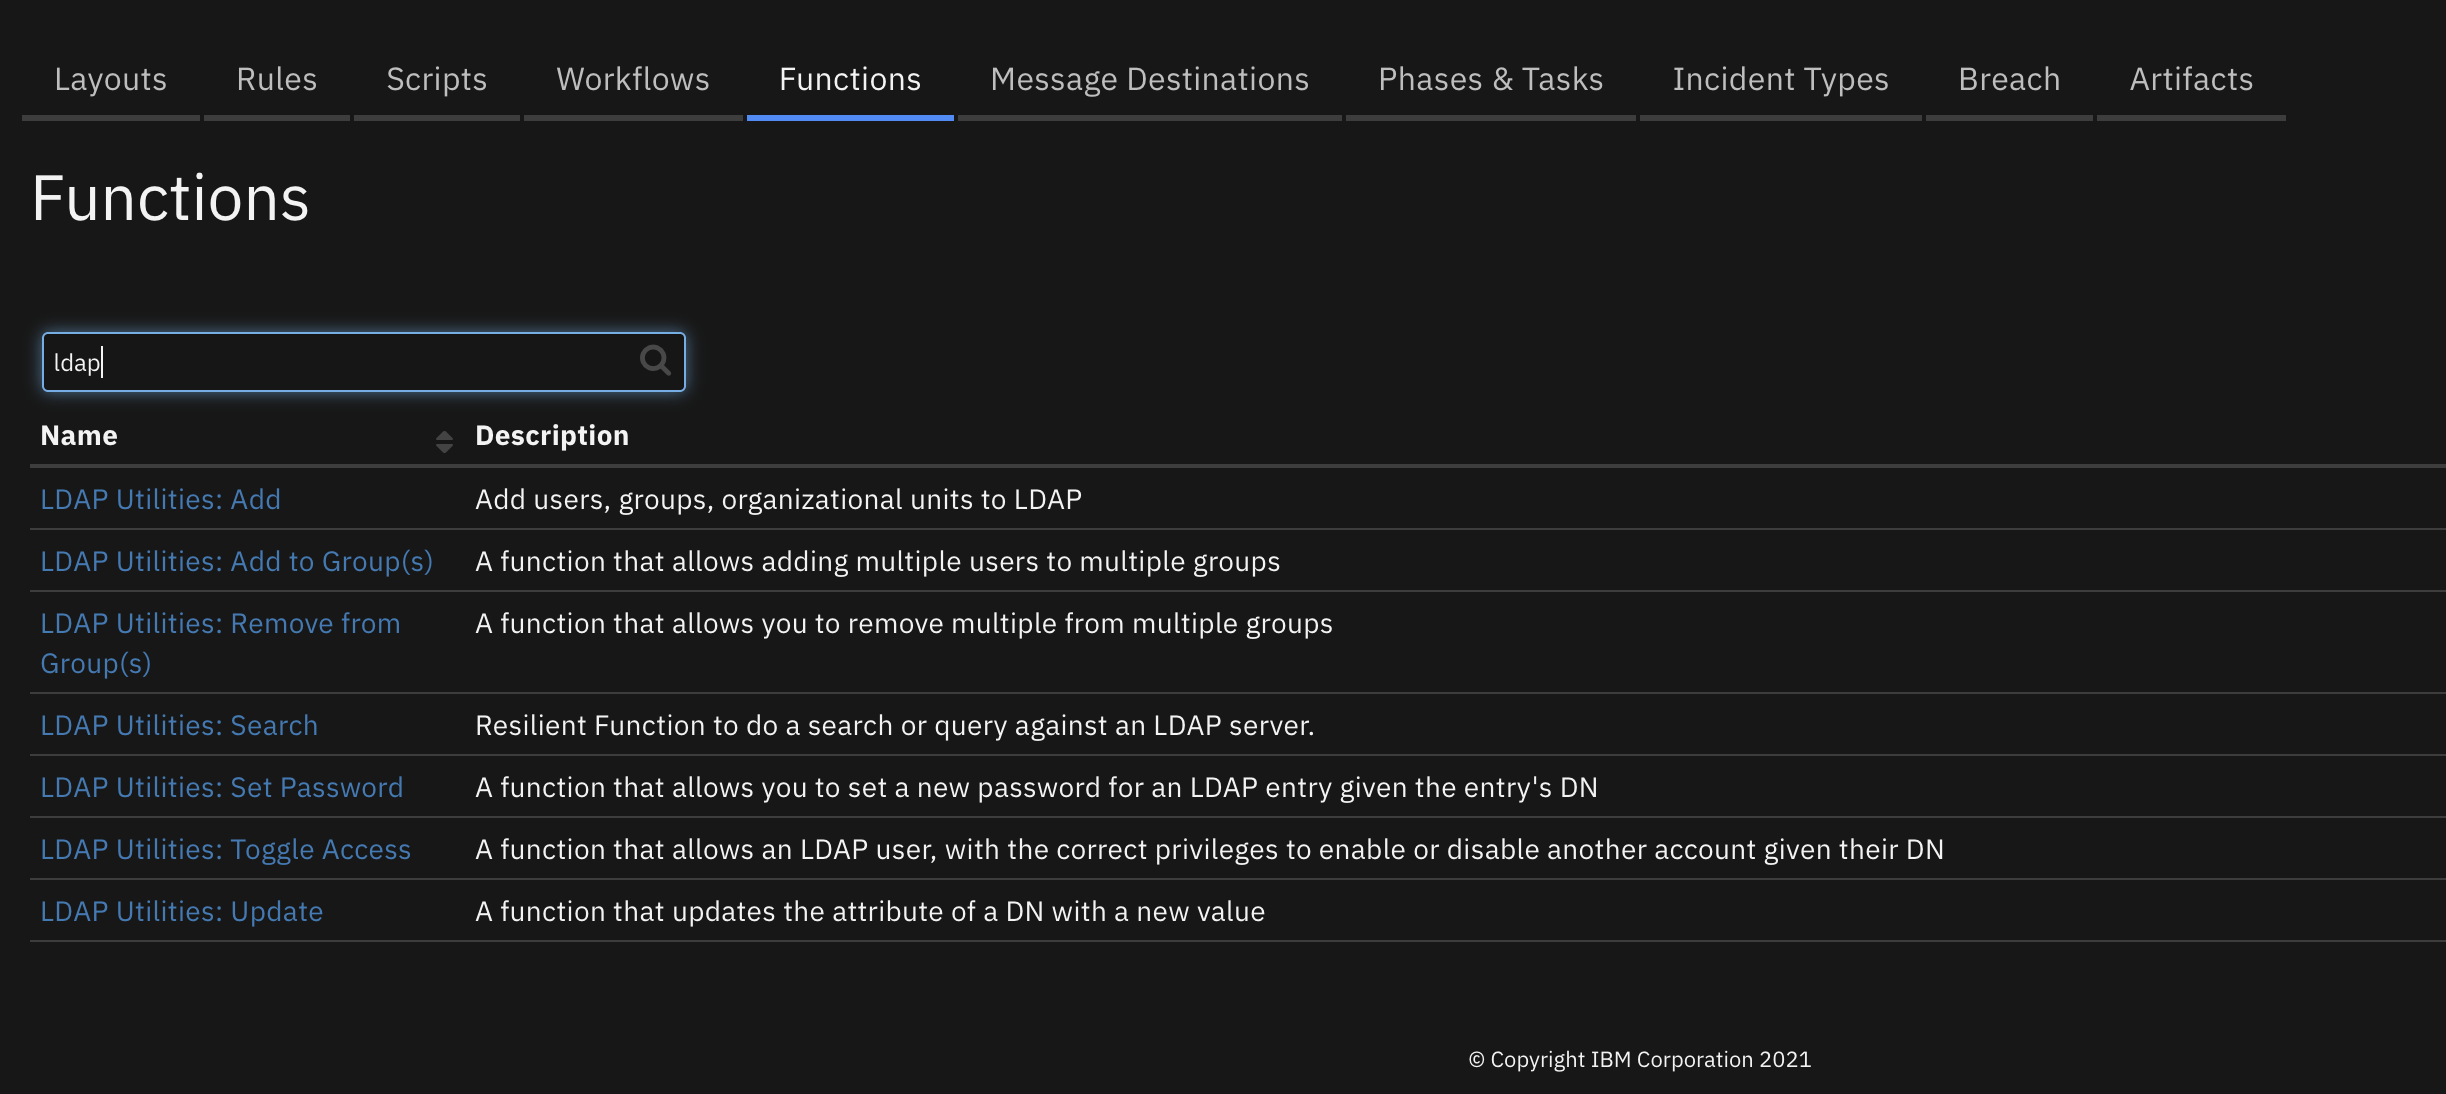 Layouts Rules Scripts Workflows Functions Message Destinations Phases & Tasks Incident Types Breach Artifacts
Functions
ldap
Name Description
LDAP Utilities: Add Add users, groups, organizational units to LDAP
LDAP Utilities: Add to Group(s) A function that allows adding multiple users to multiple groups
LDAP Utilities: Remove from A function that allows you to remove multiple from multiple groups
Group(s)
LDAP Utilities: Search Resilient Function to do a search or query against an LDAP server.
LDAP Utilities: Set Password A function that allows you to set a new password for an LDAP entry given the entry's DN
LDAP Utilities: Toggle Access A function that allows an LDAP user, with the correct privileges to enable or disable another account given their DN
LDAP Utilities: Update A function that updates the attribute of a DN with a new value
© Copyright IBM Corporation 2021